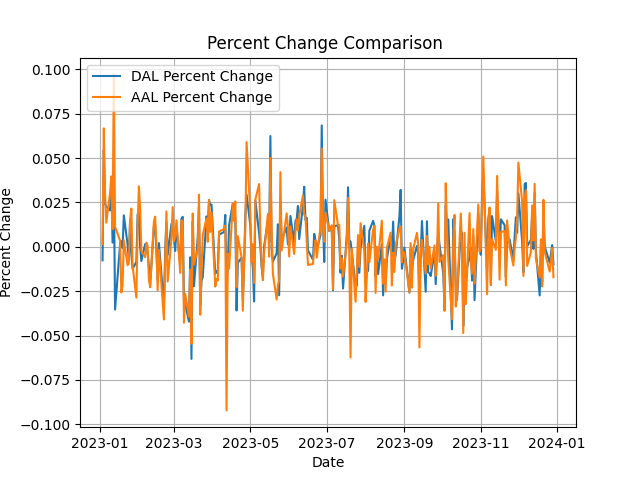 Percent Change Comparison
DAL Percent Change
AAL Percent Change
Percent Change
0.100
0.075
0.050
0.025
0.000
−0.025
−0.050
−0.075
−0.100
2023-01 2023-03 2023-05 2023-07 2023-09 2023-11 2024-01
Date